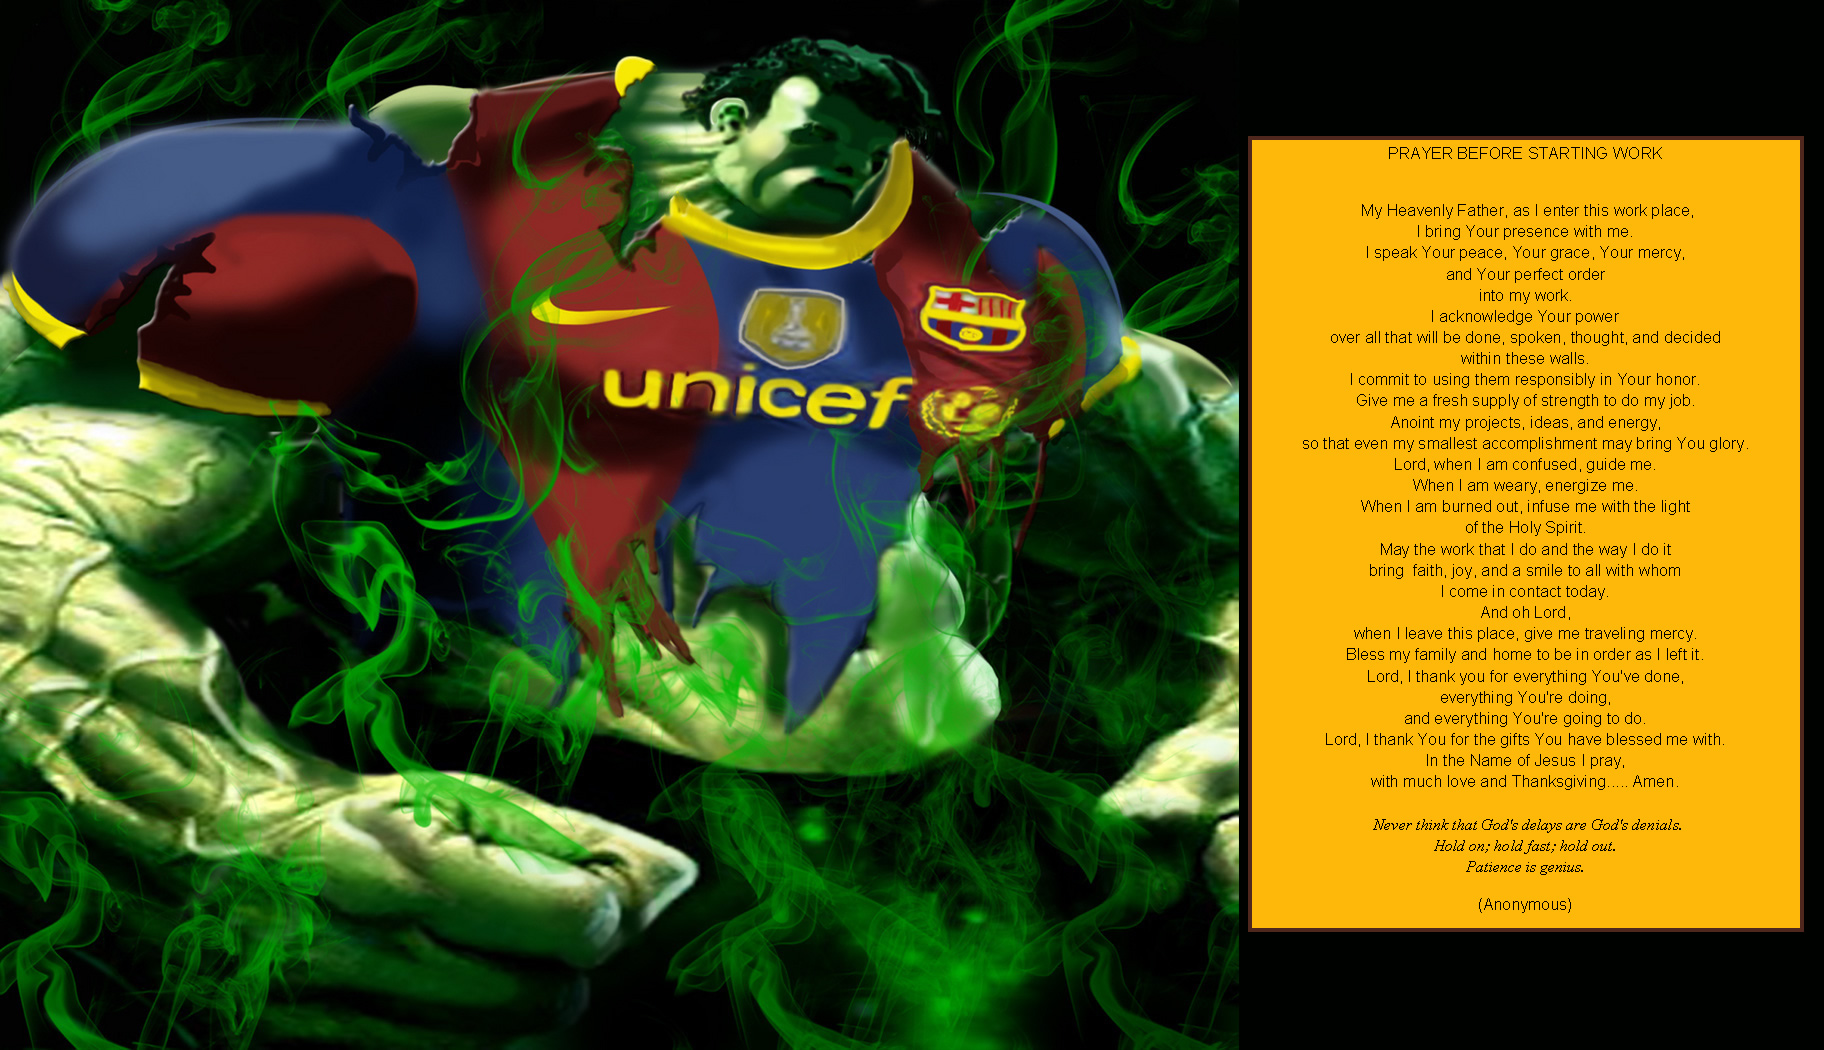 unicef
PRAYER BEFORE STARTING WORK
My Heavenly Father, as I enter this work place,
I bring Your presence with me.
I speak Your peace, Your grace, Your mercy,
and Your perfect order
into my work.
I acknowledge Your power
over all that will be done, spoken, thought, and decided
within these walls.
I commit to using them responsibly in Your honor.
Give me a fresh supply of strength to do my job.
Anoint my projects, ideas, and energy,
so that even my smallest accomplishment may bring You glory.
Lord, when I am confused, guide me.
When I am weary, energize me.
When I am burned out, infuse me with the light
of the Holy Spirit.
May the work that I do and the way I do it
bring faith, joy, and a smile to all with whom
I come in contact today.
And oh Lord,
when I leave this place, give me traveling mercy.
Bless my family and home to be in order as I left it.
Lord, I thank you for everything You've done,
everything You're doing,
and everything You're going to do.
Lord, I thank You for the gifts You have blessed me with.
In the Name of Jesus I pray,
with much love and Thanksgiving..... Amen.
Never think that God's delays are God's denials.
Hold on; hold fast; hold out.
Patience is genius.
(Anonymous)